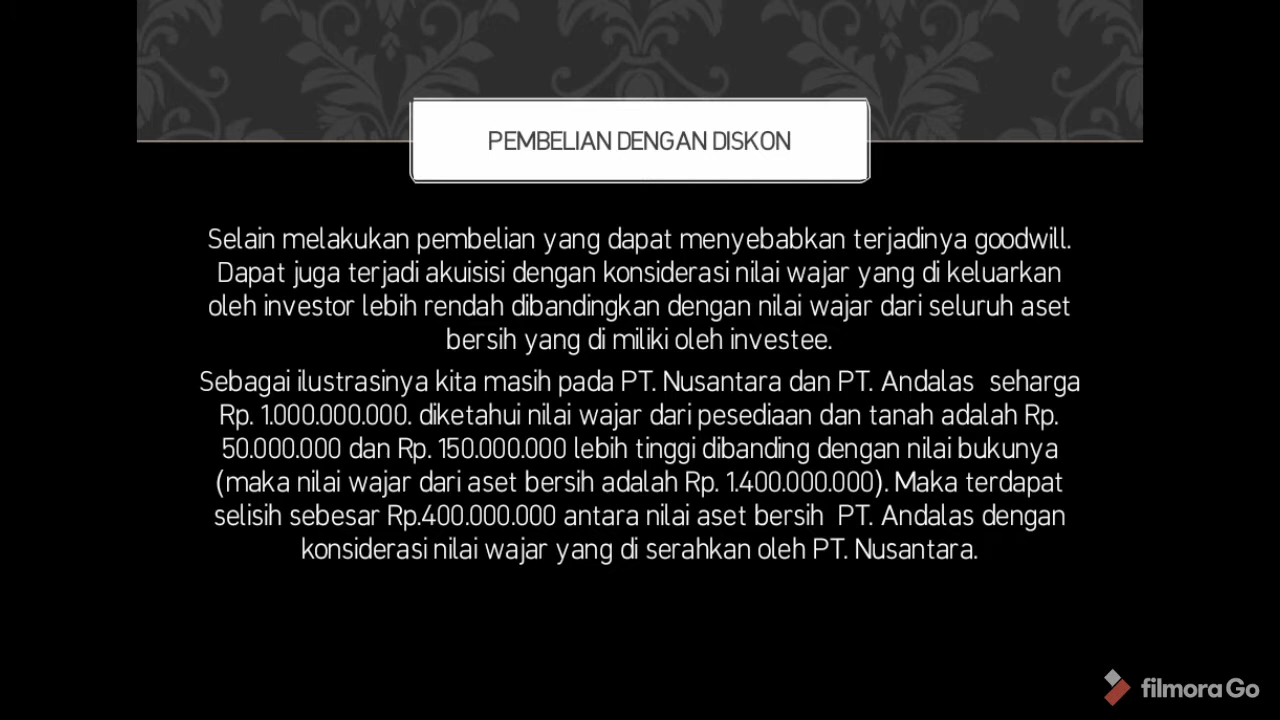 PEMBELIAN DENGAN DISKON
Selain melakukan pembelian yang dapat menyebabkan terjadinya goodwill.
Dapat juga terjadi akuisisi dengan konsiderasi nilai wajar yang di keluarkan
oleh investor lebih rendah dibandingkan dengan nilai wajar dari seluruh aset
bersih yang di miliki oleh investee.
Sebagai ilustrasinya kita masih pada PT. Nusantara dan PT. Andalas seharga
Rp. 1.000.000.000. diketahui nilai wajar dari pesediaan dan tanah adalah Rp.
50.000.000 dan Rp. 150.000.000 lebih tinggi dibanding dengan nilai bukunya
(maka nilai wajar dari aset bersih adalah Rp. 1.400.000.000). Maka terdapat
selisih sebesar Rp.400.000.000 antara nilai aset bersih PT. Andalas dengan
konsiderasi nilai wajar yang di serahkan oleh PT. Nusantara.
filmora Go